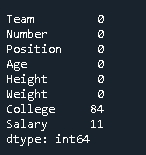 Team 0
Number 0
Position 0
Age 0
Height 0
Weight 0
College 84
Salary 11
dtype: int64